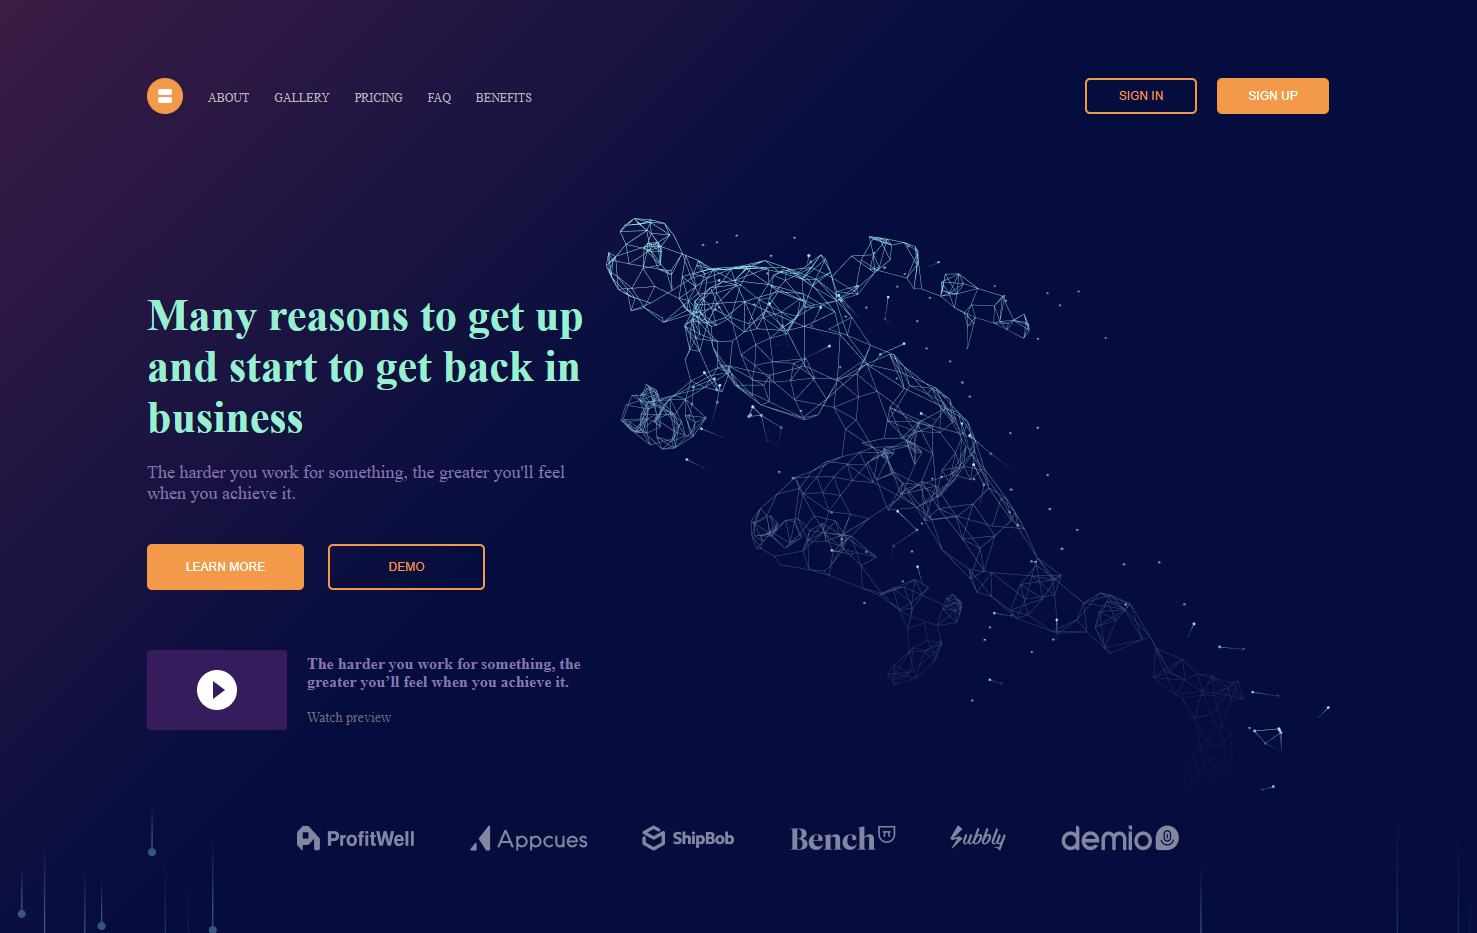 ABOUT GALLERY PRICING FAQ BENEFITS SIGN IN SIGN UP
Many reasons to get up
and start to get back in
business
The harder you work for something, the greater you'll feel
when you achieve it.
LEARN MORE DEMO
The harder you work for something, the
greater you’ll feel when you achieve it.
Watch preview
ProfitWell Appcues ShipBob Bench Subbly demio